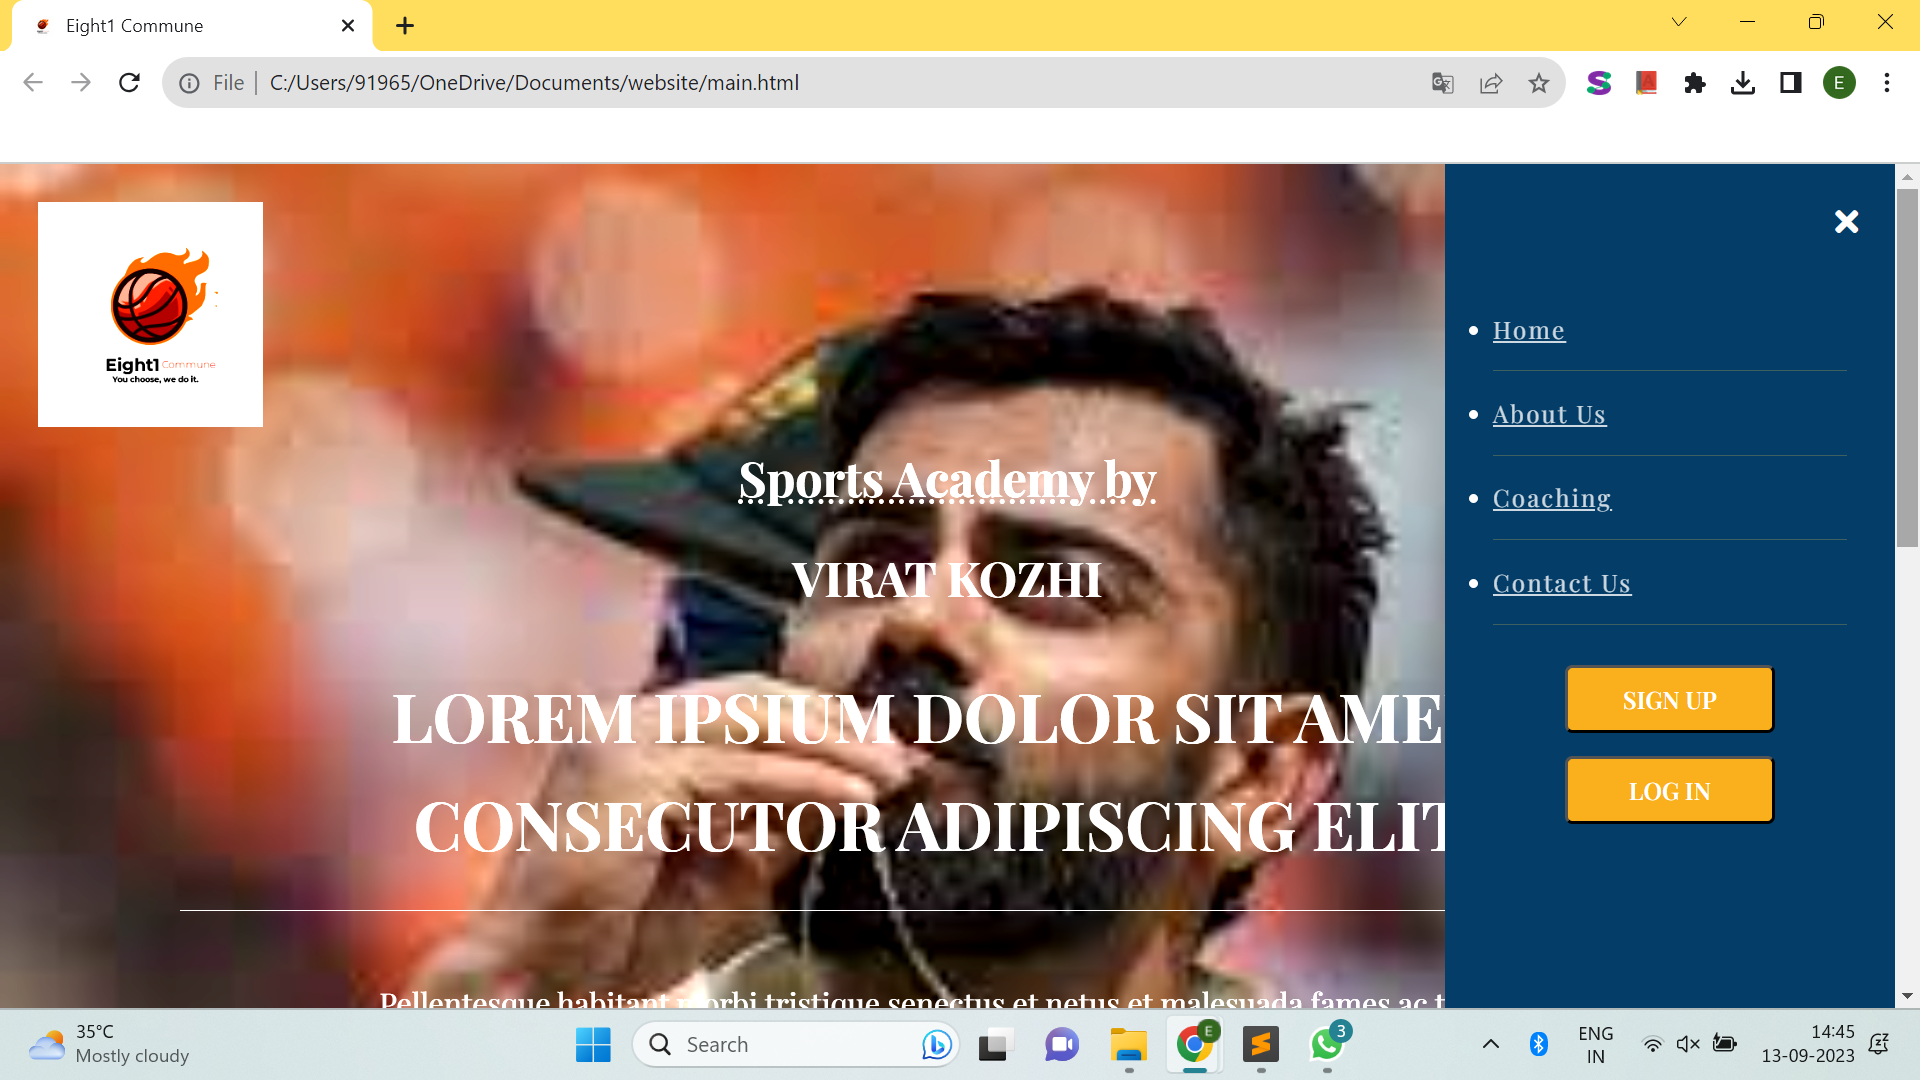 Eight1 Commune
File
C:/Users/91965/OneDrive/Documents/website/main.html
E
Eight1 Commune
You choose, we do it.
Sports Academy by
VIRAT KOZHI
LOREM IPSIUM DOLOR SIT AME
CONSECUTOR ADIPISCING ELIT
Pellentesque habitant morbi tristique senectus et netus et malesuada fames ac t
Home
About Us
Coaching
Contact Us
SIGN UP
LOG IN
35°C
Mostly cloudy
Search
E
3
ENG
IN
14:45
13-09-2023